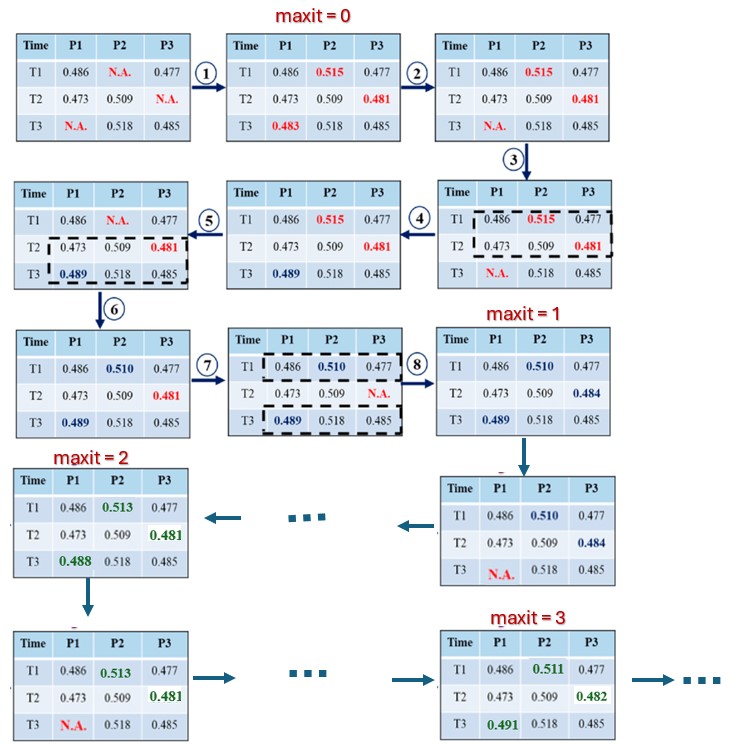 maxit = 0
Time P1 P2 P3
T1 0.486 N.A. 0.477
T2 0.473 0.509 N.A.
T3 N.A. 0.518 0.485
1
Time P1 P2 P3
T1 0.486 0.515 0.477
T2 0.473 0.509 0.481
T3 0.483 0.518 0.485
2
Time P1 P2 P3
T1 0.486 0.515 0.477
T2 0.473 0.509 0.481
T3 N.A. 0.518 0.485
3
Time P1 P2 P3
T1 0.486 0.515 0.477
T2 0.473 0.509 0.481
T3 N.A. 0.518 0.485
4
Time P1 P2 P3
T1 0.486 0.515 0.477
T2 0.473 0.509 0.481
T3 0.489 0.518 0.485
5
Time P1 P2 P3
T1 0.486 N.A. 0.477
T2 0.473 0.509 0.481
T3 0.489 0.518 0.485
6
Time P1 P2 P3
T1 0.486 0.510 0.477
T2 0.473 0.509 0.481
T3 0.489 0.518 0.485
7
Time P1 P2 P3
T1 0.486 0.510 0.477
T2 0.473 0.509 N.A.
T3 0.489 0.518 0.485
8
maxit = 1
Time P1 P2 P3
T1 0.486 0.510 0.477
T2 0.473 0.509 0.484
T3 0.489 0.518 0.485
Time P1 P2 P3
T1 0.486 0.510 0.477
T2 0.473 0.509 0.484
T3 N.A. 0.518 0.485
...
maxit = 2
Time P1 P2 P3
T1 0.486 0.513 0.477
T2 0.473 0.509 0.481
T3 0.488 0.518 0.485
Time P1 P2 P3
T1 0.486 0.513 0.477
T2 0.473 0.509 0.481
T3 N.A. 0.518 0.485
...
maxit = 3
Time P1 P2 P3
T1 0.486 0.511 0.477
T2 0.473 0.509 0.482
T3 0.491 0.518 0.485
...